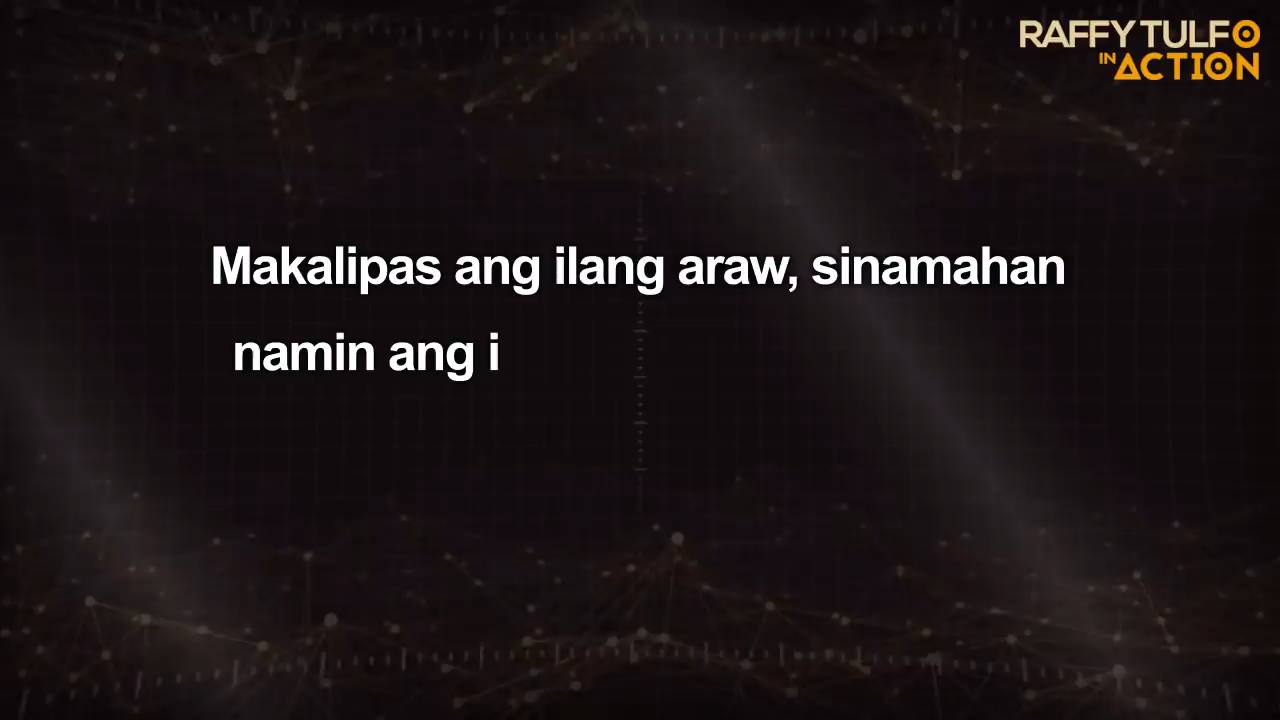 RAFFY TULFO
IN ACTION
Makalipas ang ilang araw, sinamahan
namin ang i